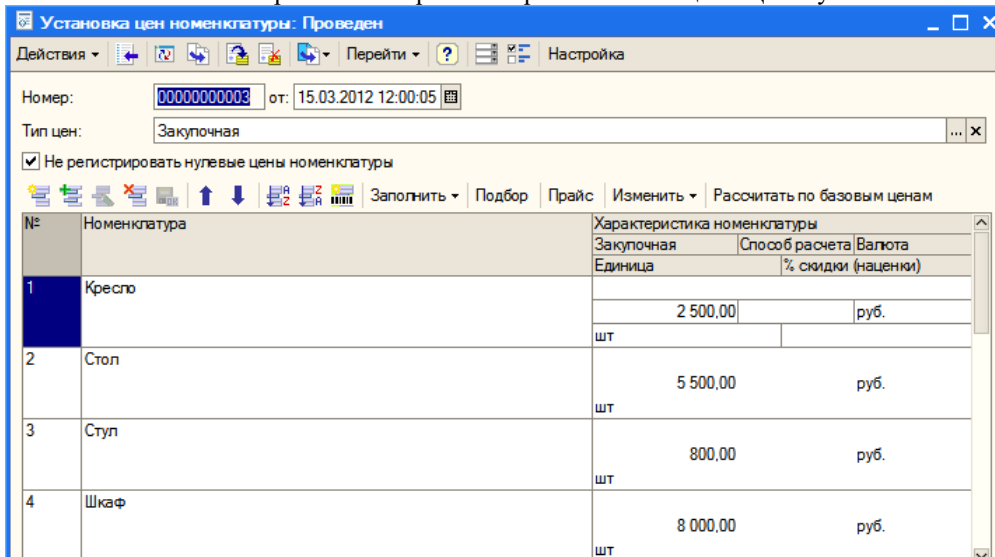 Установка цен номенклатуры: Проведен
Действия Перейти ? Настройка
Номер: 00000000003 от: 15.03.2012 12:00:05
Тип цен: Закупочная ... x
Не регистрировать нулевые цены номенклатуры
Заполнить Подбор Прайс Изменить Рассчитать по базовым ценам
№ Номенклатура Характеристика номенклатуры
Закупочная Способ расчета Валюта
Единица % скидки (наценки)
1 Кресло
2 500,00 руб.
шт
2 Стол
5 500,00 руб.
шт
3 Стул
800,00 руб.
шт
4 Шкаф
8 000,00 руб.
шт